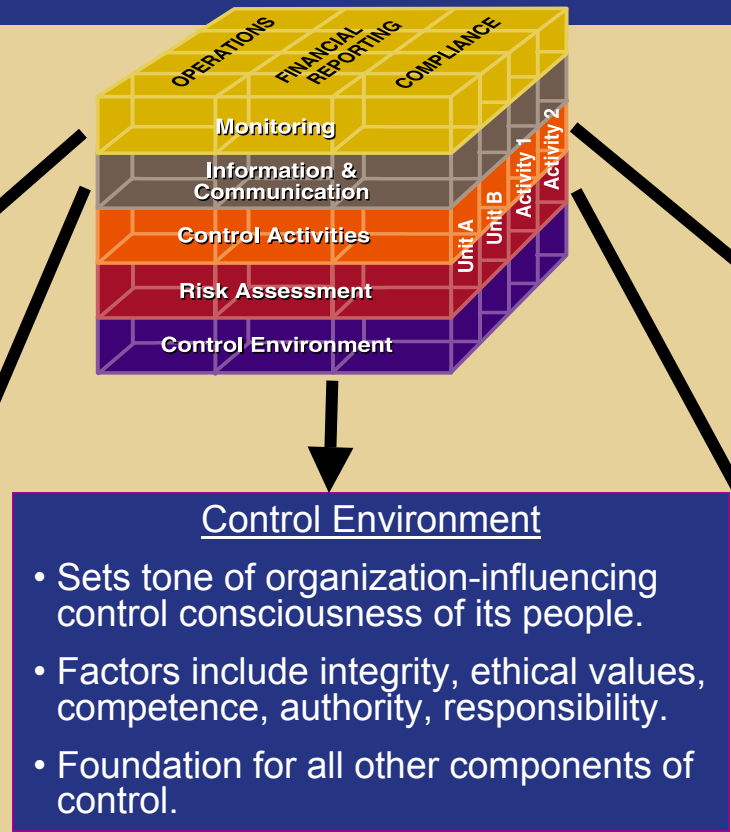 OPERATIONS
FINANCIAL
REPORTING
COMPLIANCE
Monitoring
Information &
Communication
Control Activities
Risk Assessment
Control Environment
Unit A
Unit B
Activity 1
Activity 2
Control Environment
• Sets tone of organization-influencing
control consciousness of its people.
• Factors include integrity, ethical values,
competence, authority, responsibility.
• Foundation for all other components of
control.